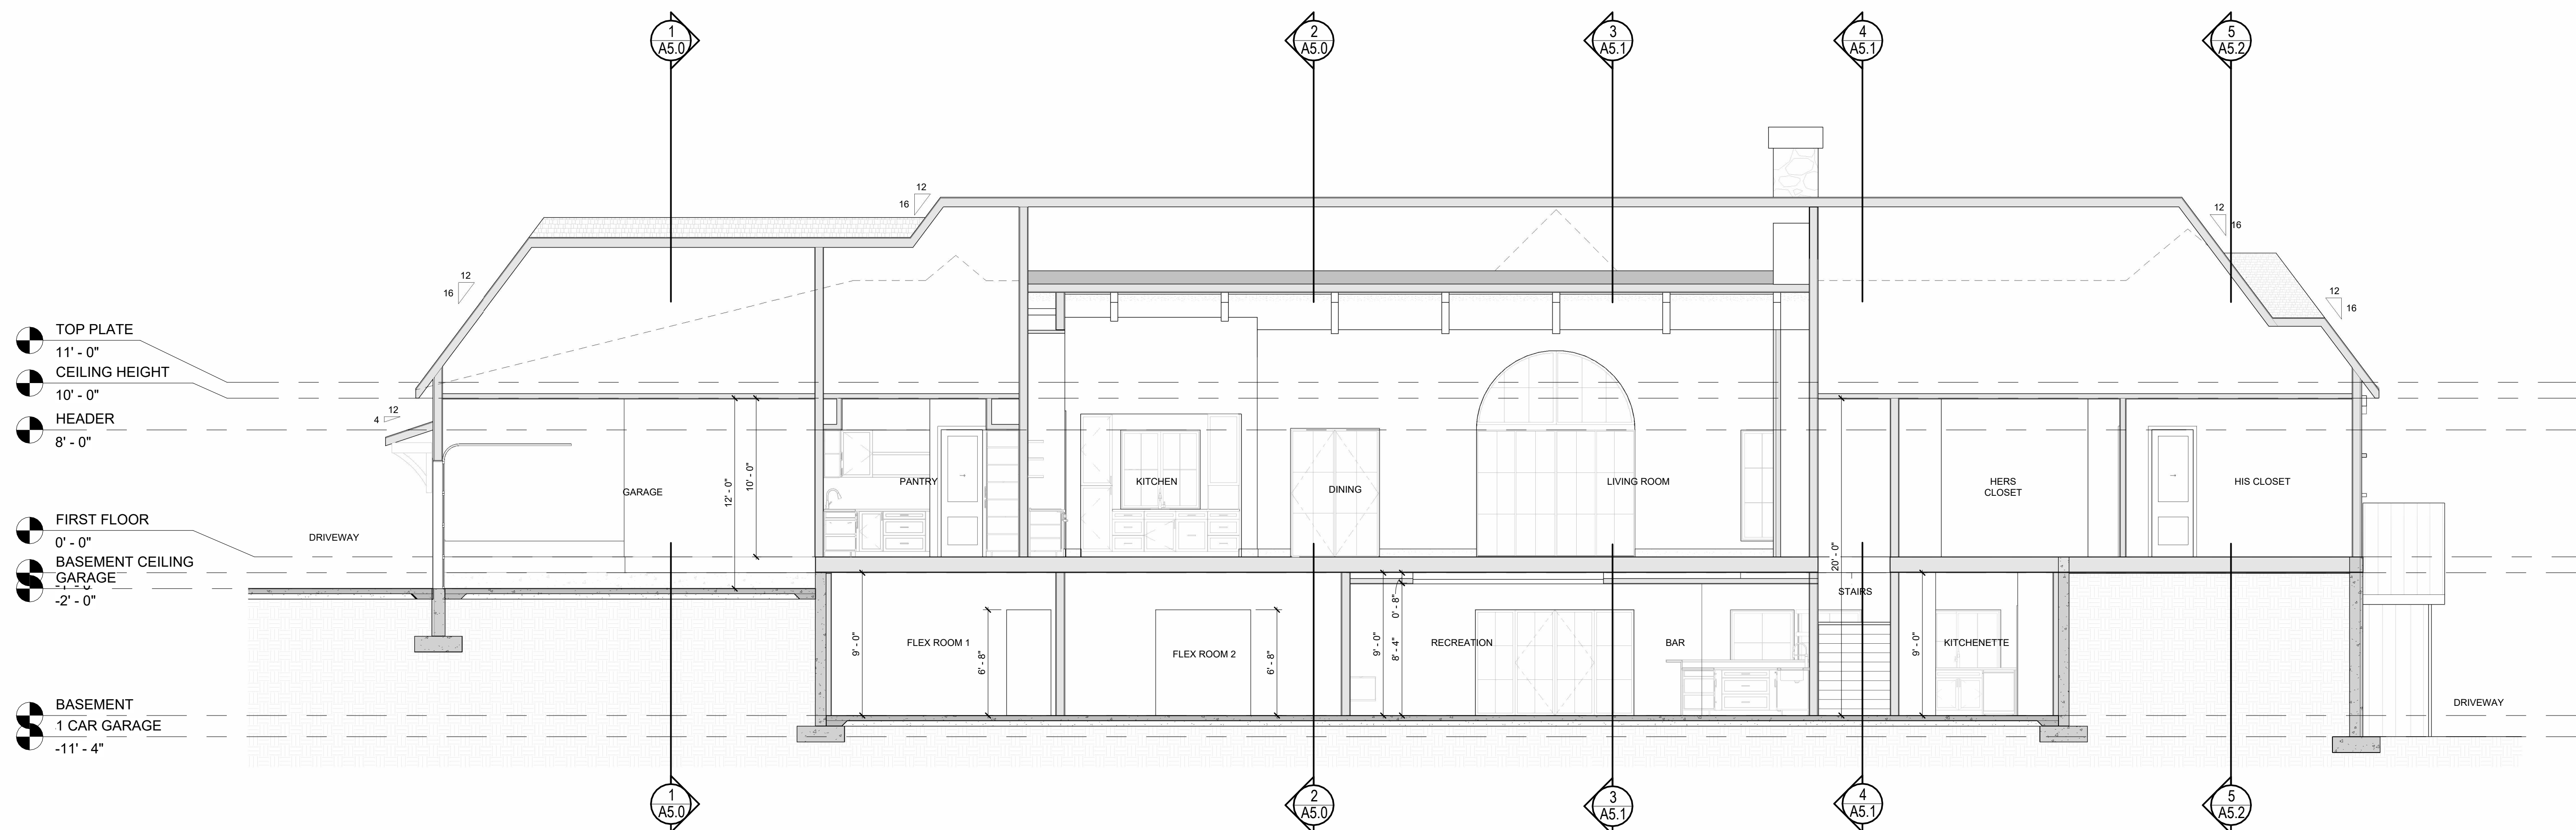 1
A5.0
2
A5.0
3
A5.1
4
A5.1
5
A5.2
12
16
12
16
12
16
12
16
12
4
TOP PLATE
11' - 0"
CEILING HEIGHT
10' - 0"
HEADER
8' - 0"
FIRST FLOOR
0' - 0"
BASEMENT CEILING
GARAGE
-2' - 0"
BASEMENT
1 CAR GARAGE
-11' - 4"
DRIVEWAY
GARAGE
12' - 0"
10' - 0"
PANTRY
KITCHEN
DINING
LIVING ROOM
20' - 0"
HERS
CLOSET
HIS CLOSET
9' - 0"
FLEX ROOM 1
6' - 8"
FLEX ROOM 2
6' - 8"
9' - 0"
0' - 8"
8' - 4"
RECREATION
BAR
STAIRS
9' - 0"
KITCHENETTE
DRIVEWAY
1
A5.0
2
A5.0
3
A5.1
4
A5.1
5
A5.2